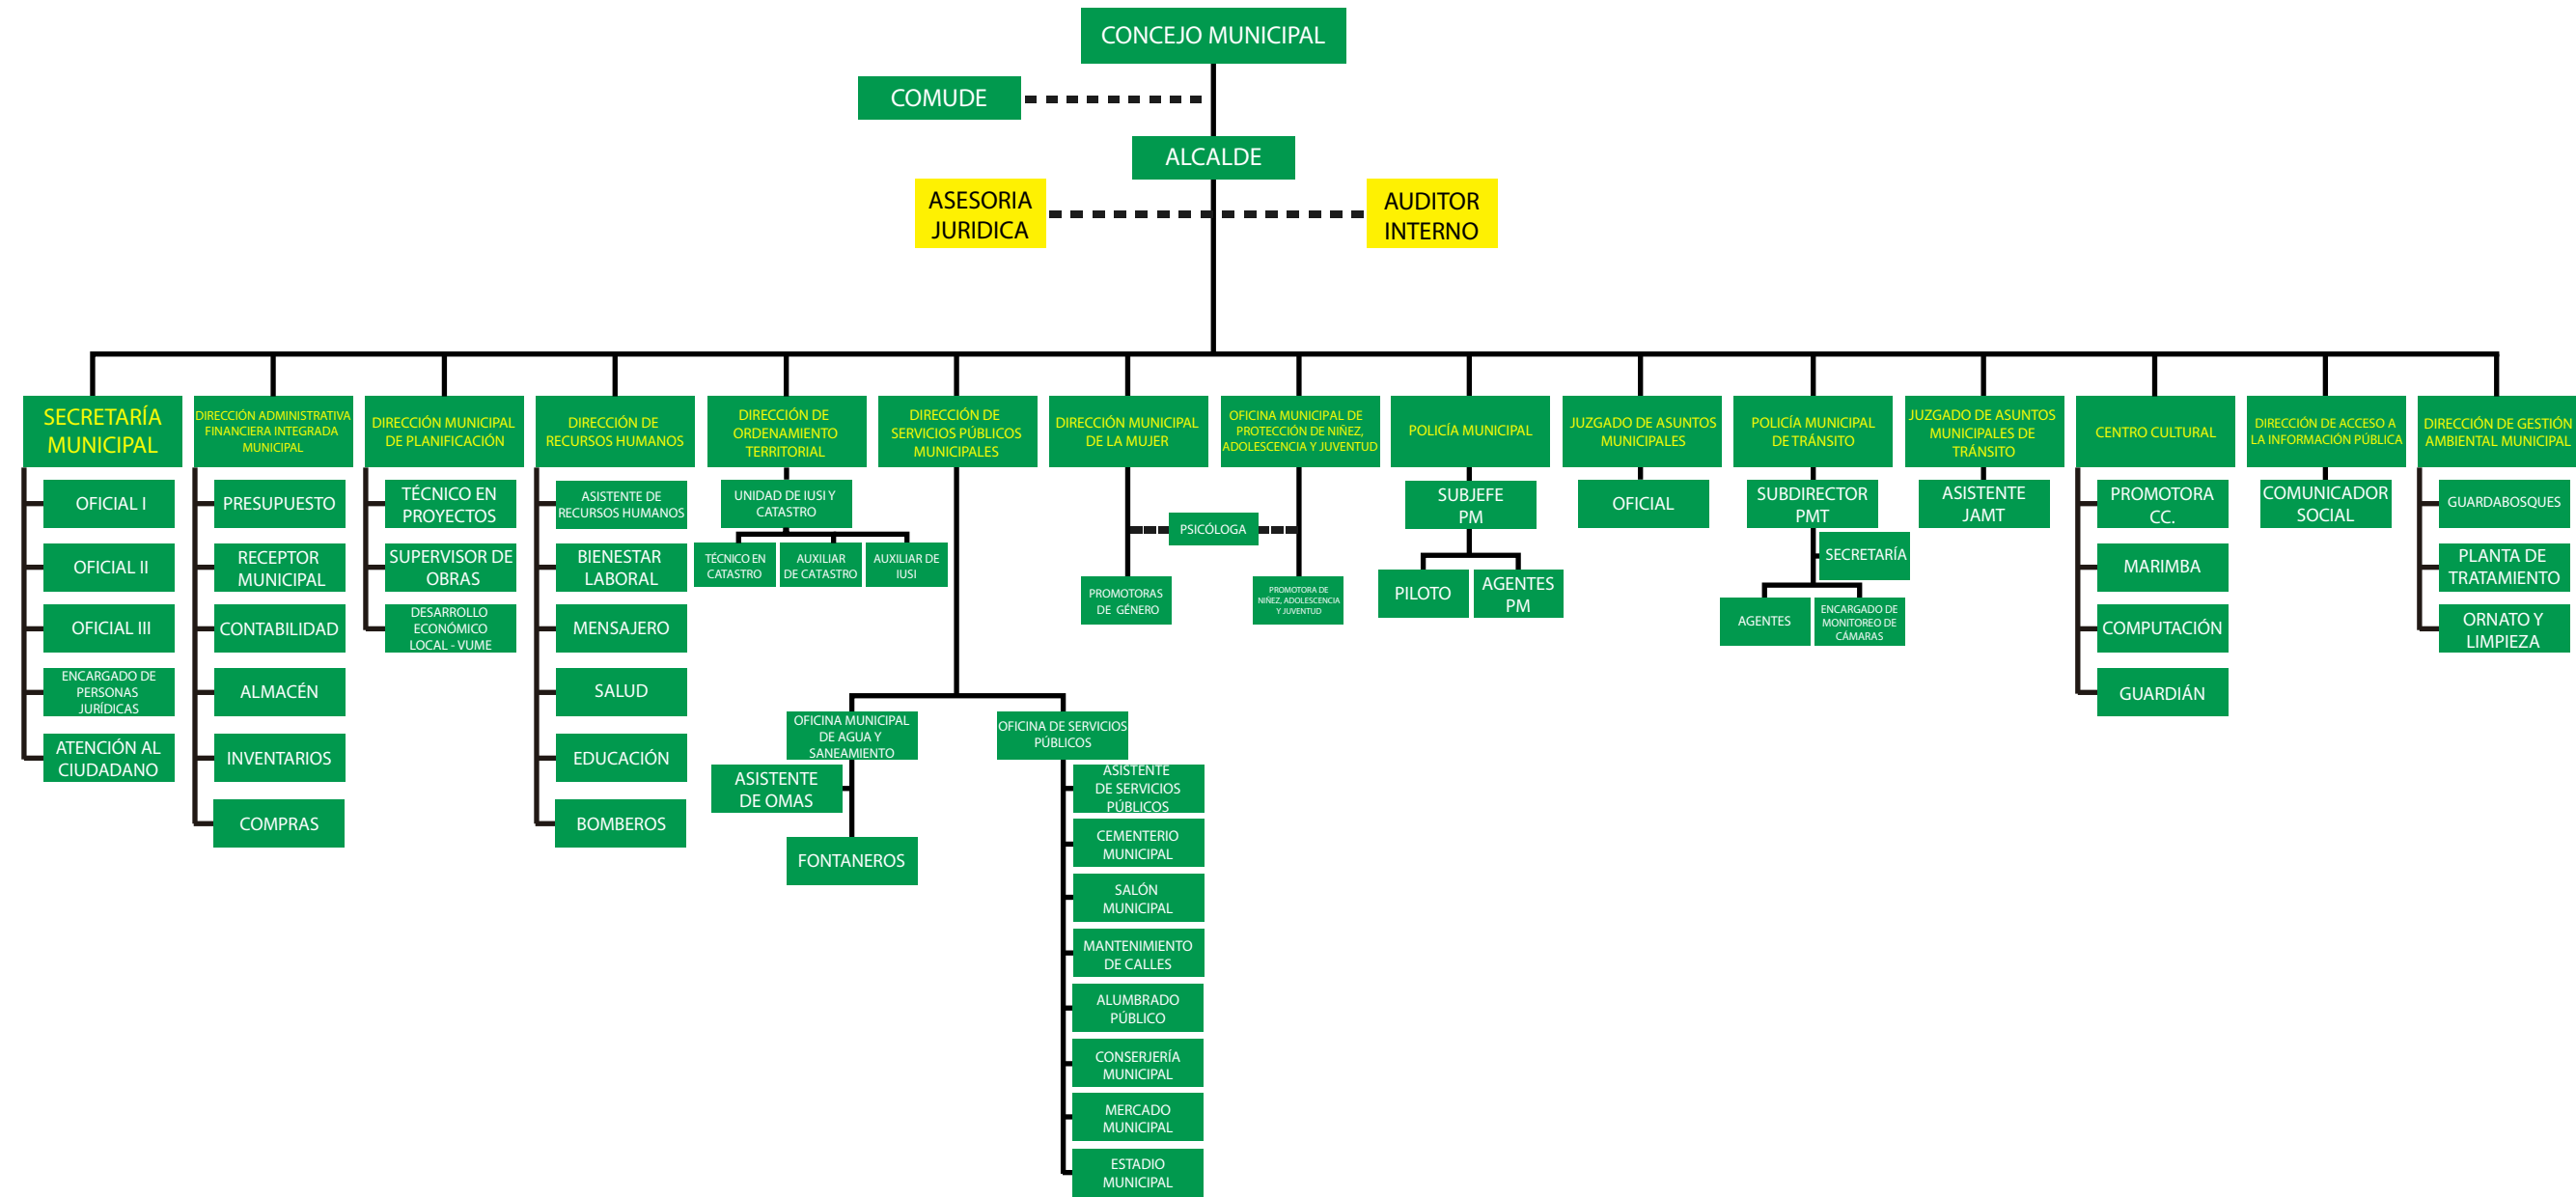 CONCEJO MUNICIPAL
COMUDE
ALCALDE
ASESORIA
JURIDICA
AUDITOR
INTERNO
SECRETARÍA
MUNICIPAL
OFICIAL I
OFICIAL II
OFICIAL III
ENCARGADO DE
PERSONAS
JURÍDICAS
ATENCIÓN AL
CIUDADANO
DIRECCIÓN ADMINISTRATIVA
FINANCIERA INTEGRADA
MUNICIPAL
PRESUPUESTO
RECEPTOR
MUNICIPAL
CONTABILIDAD
ALMACÉN
INVENTARIOS
COMPRAS
DIRECCIÓN MUNICIPAL
DE PLANIFICACIÓN
TÉCNICO EN
PROYECTOS
SUPERVISOR DE
OBRAS
DESARROLLO
ECONÓMICO
LOCAL - VUME
DIRECCIÓN DE
RECURSOS HUMANOS
ASISTENTE DE
RECURSOS HUMANOS
BIENESTAR
LABORAL
MENSAJERO
SALUD
EDUCACIÓN
BOMBEROS
DIRECCIÓN DE
ORDENAMIENTO
TERRITORIAL
UNIDAD DE IUSI Y
CATASTRO
TÉCNICO EN
CATASTRO
AUXILIAR
DE CATASTRO
AUXILIAR DE
IUSI
DIRECCIÓN DE
SERVICIOS PÚBLICOS
MUNICIPALES
OFICINA MUNICIPAL
DE AGUA Y
SANEAMIENTO
ASISTENTE
DE OMAS
FONTANEROS
OFICINA DE SERVICIOS
PÚBLICOS
ASISTENTE
DE SERVICIOS
PÚBLICOS
CEMENTERIO
MUNICIPAL
SALÓN
MUNICIPAL
MANTENIMIENTO
DE CALLES
ALUMBRADO
PÚBLICO
CONSERJERÍA
MUNICIPAL
MERCADO
MUNICIPAL
ESTADIO
MUNICIPAL
DIRECCIÓN MUNICIPAL
DE LA MUJER
PSICÓLOGA
PROMOTORAS
DE GÉNERO
OFICINA MUNICIPAL DE
PROTECCIÓN DE NIÑEZ,
ADOLESCENCIA Y JUVENTUD
PROMOTORA DE
NIÑEZ, ADOLESCENCIA
Y JUVENTUD
POLICÍA MUNICIPAL
SUBJEFE
PM
PILOTO
AGENTES
PM
JUZGADO DE ASUNTOS
MUNICIPALES
OFICIAL
POLICÍA MUNICIPAL
DE TRÁNSITO
SUBDIRECTOR
PMT
SECRETARÍA
AGENTES
ENCARGADO DE
MONITOREO DE
CÁMARAS
JUZGADO DE ASUNTOS
MUNICIPALES DE
TRÁNSITO
ASISTENTE
JAMT
CENTRO CULTURAL
PROMOTORA
CC.
MARIMBA
COMPUTACIÓN
GUARDIÁN
DIRECCIÓN DE ACCESO A
LA INFORMACIÓN PÚBLICA
COMUNICADOR
SOCIAL
DIRECCIÓN DE GESTIÓN
AMBIENTAL MUNICIPAL
GUARDABOSQUES
PLANTA DE
TRATAMIENTO
ORNATO Y
LIMPIEZA